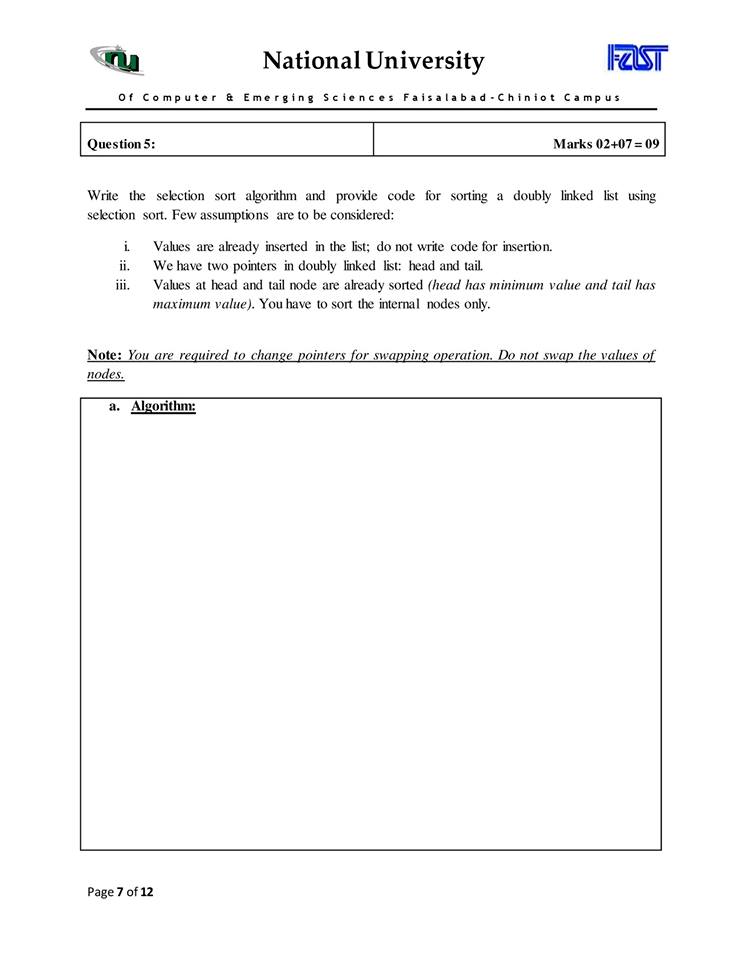 nu
National University
FAST
Of Computer & Emerging Sciences Faisalabad-Chiniot Campus
Question 5:
Marks 02+07 = 09
Write the selection sort algorithm and provide code for sorting a doubly linked list using
selection sort. Few assumptions are to be considered:
i. Values are already inserted in the list; do not write code for insertion.
ii. We have two pointers in doubly linked list: head and tail.
iii. Values at head and tail node are already sorted (head has minimum value and tail has
maximum value). You have to sort the internal nodes only.
Note: You are required to change pointers for swapping operation. Do not swap the values of
nodes.
a. Algorithm:
Page 7 of 12